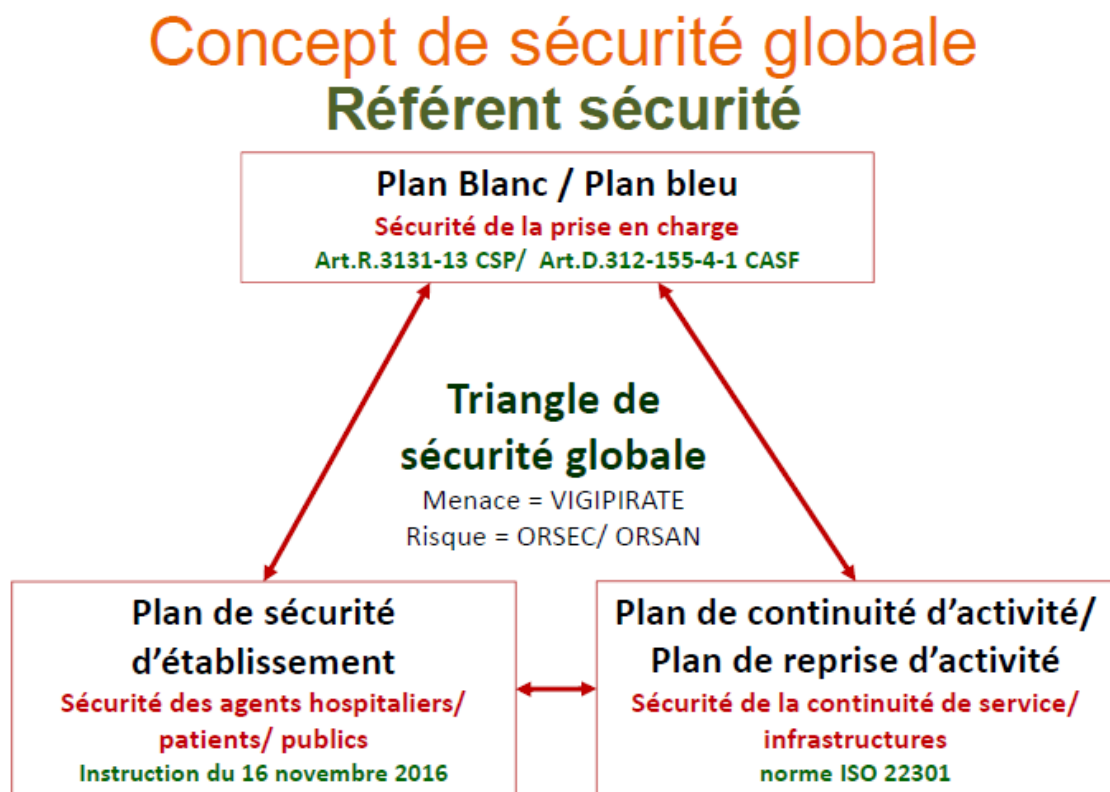 Concept de sécurité globale
Référent sécurité
Plan Blanc / Plan bleu
Sécurité de la prise en charge
Art.R.3131-13 CSP/ Art.D.312-155-4-1 CASF
Triangle de
sécurité globale
Menace = VIGIPIRATE
Risque = ORSEC/ ORSAN
Plan de sécurité
d’établissement
Sécurité des agents hospitaliers/
patients/ publics
Instruction du 16 novembre 2016
Plan de continuité d’activité/
Plan de reprise d’activité
Sécurité de la continuité de service/
infrastructures
norme ISO 22301